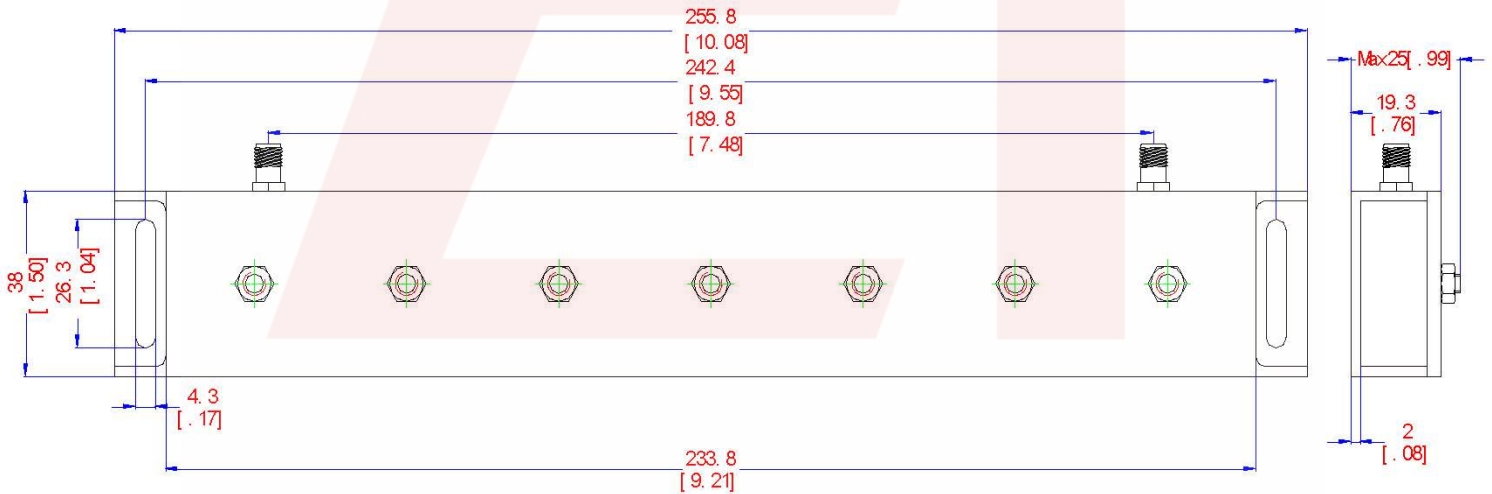 255. 8
[ 10. 08]
242. 4
[ 9. 55]
189. 8
[ 7. 48]
Max25[ . 99]
19. 3
[ . 76]
38
[ 1. 50]
26. 3
[ 1. 04]
4. 3
[ . 17]
233. 8
[ 9. 21]
2
[ . 08]